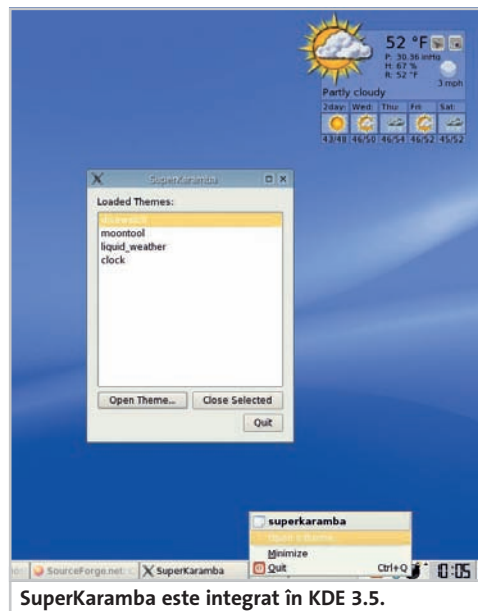 52 °F
P: 30.36 inHg
H: 67 %
R: 52 °F
3 mph
Partly cloudy
2day: Wed: Thu: Fri: Sat:
43/48 46/50 46/54 46/52 45/52
SuperKaramba
Loaded Themes:
moontool
liquid_weather
clock
Open Theme... Close Selected
Quit
superkaramba
Minimize
Quit Ctrl+Q
SourceForge.net: SuperKaramba 10:05
SuperKaramba este integrat în KDE 3.5.